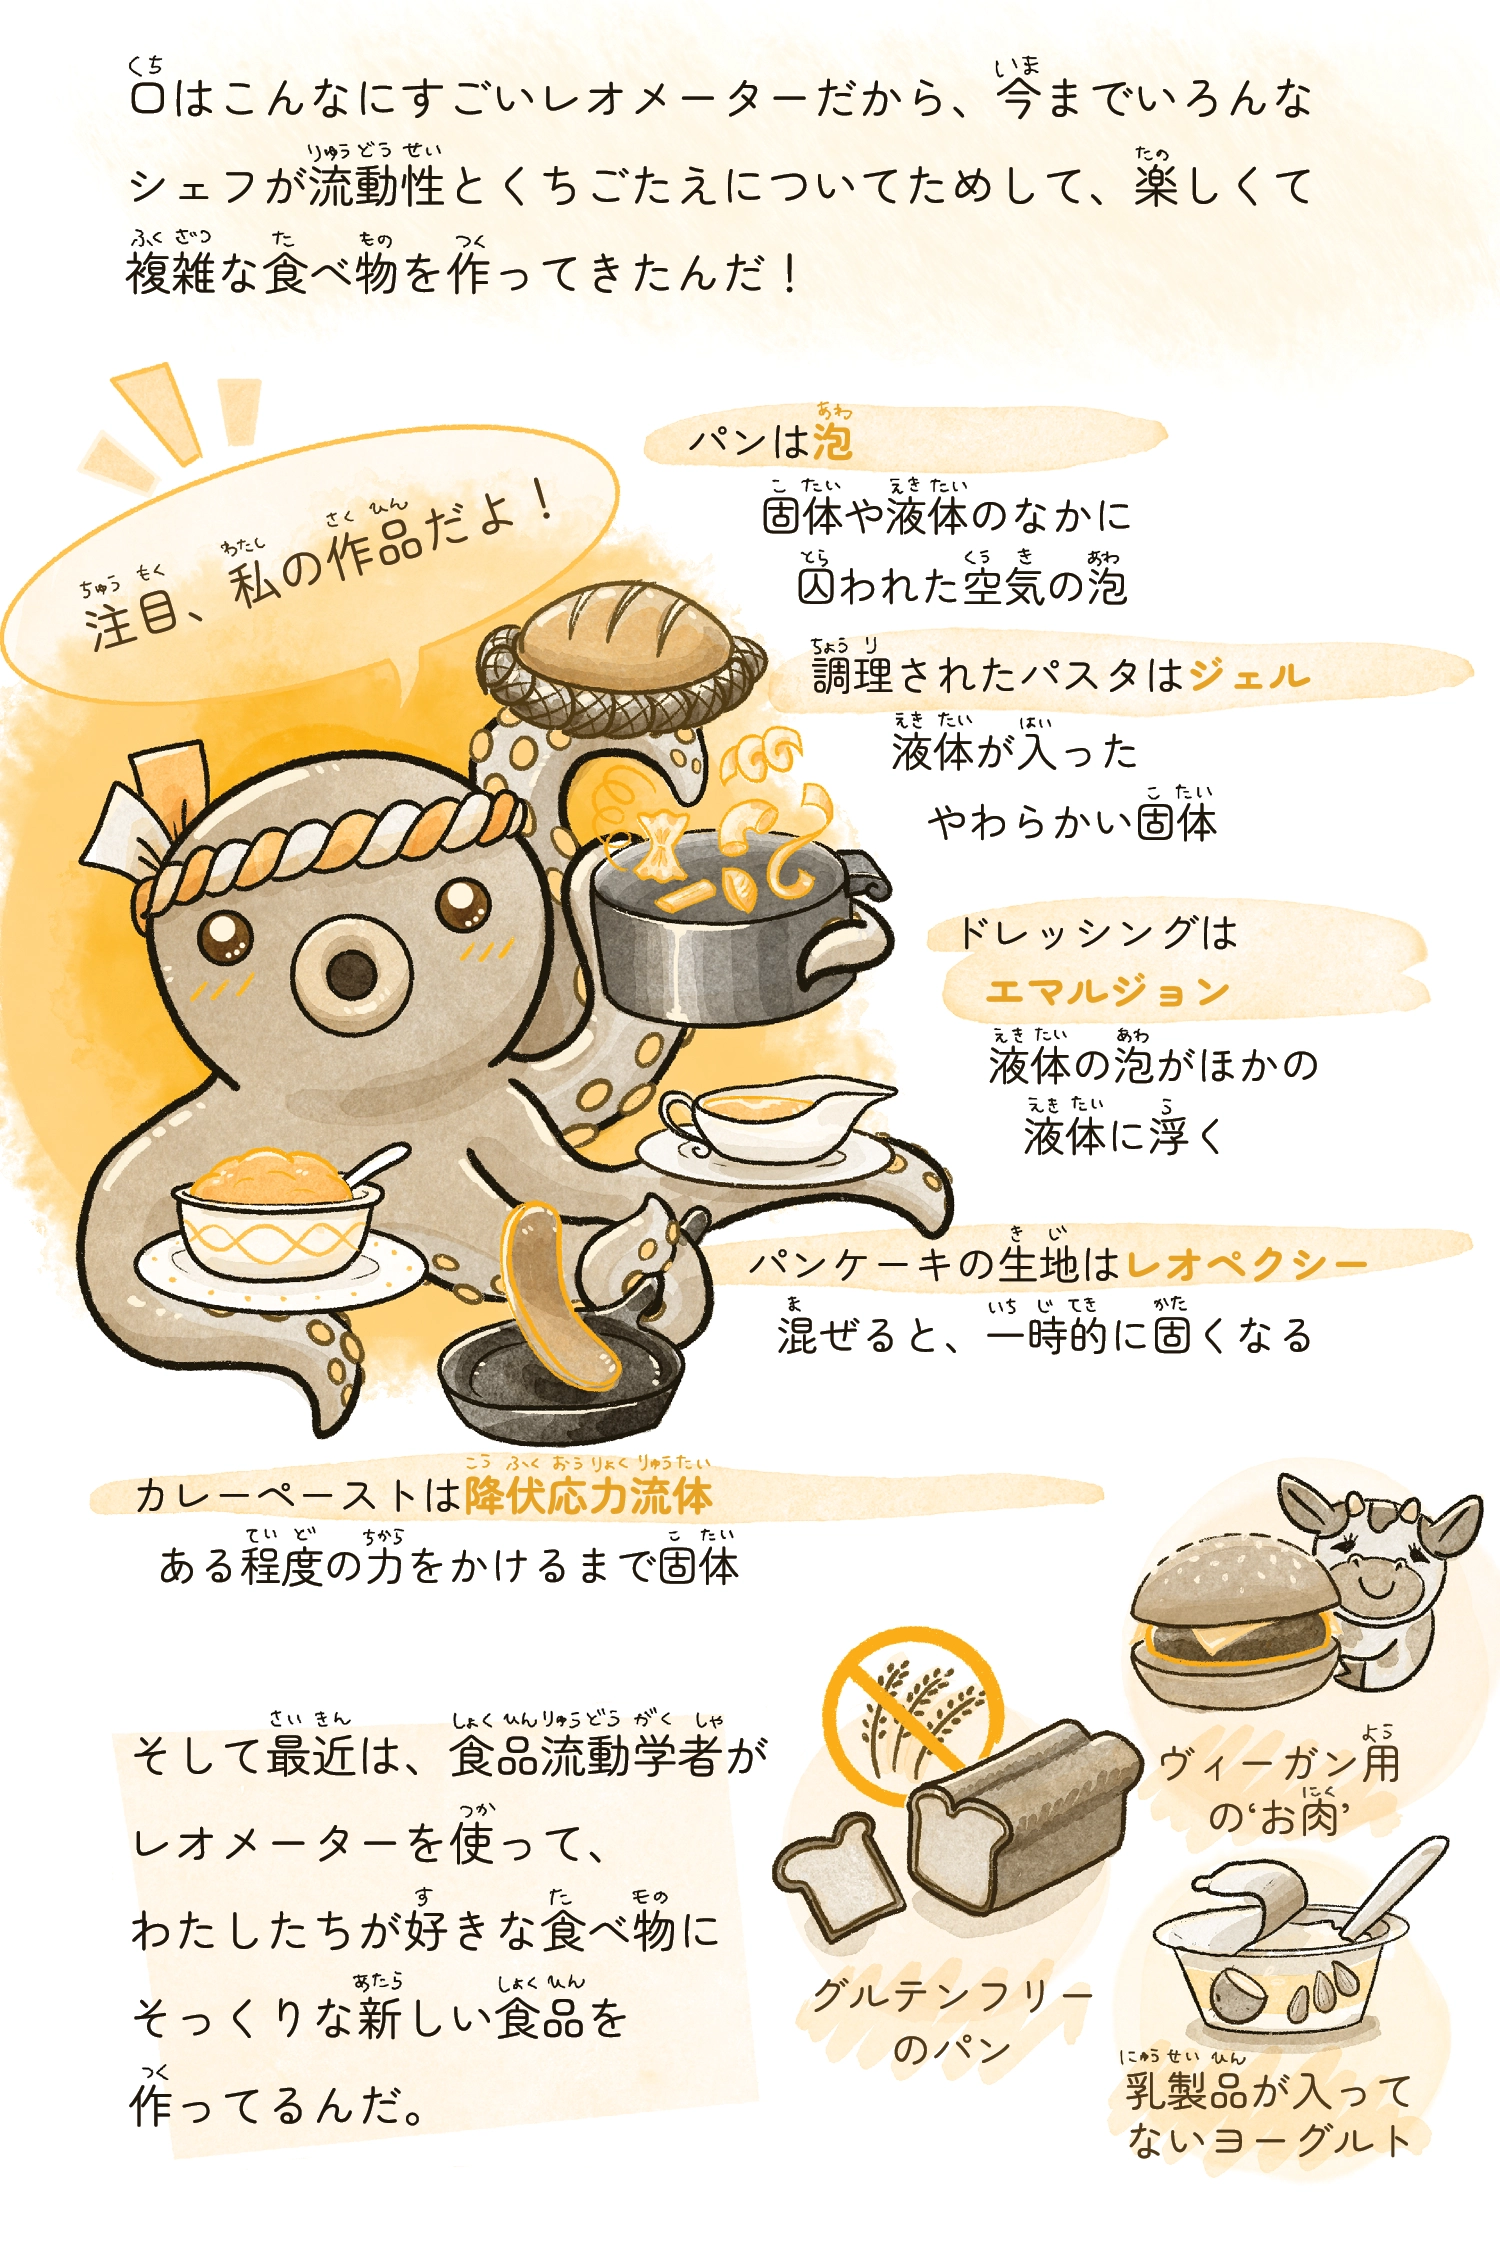 口はこんなにすごいレオメーターだから、今までいろんな
シェフが流動性とくちごたえについてためして、楽しくて
複雑な食べ物を作ってきたんだ！
注目、私の作品だよ！
パンは泡
固体や液体のなかに
囚われた空気の泡
調理されたパスタはジェル
液体が入った
やわらかい固体
ドレッシングは
エマルジョン
液体の泡がほかの
液体に浮く
パンケーキの生地はレオペクシー
混ぜると、一時的に固くなる
カレーペーストは降伏応力流体
ある程度の力をかけるまで固体
そして最近は、食品流動学者が
レオメーターを使って、
わたしたちが好きな食べ物に
そっくりな新しい食品を
作ってるんだ。
ヴィーガン用
の‘お肉’
グルテンフリー
のパン
乳製品が入って
ないヨーグルト